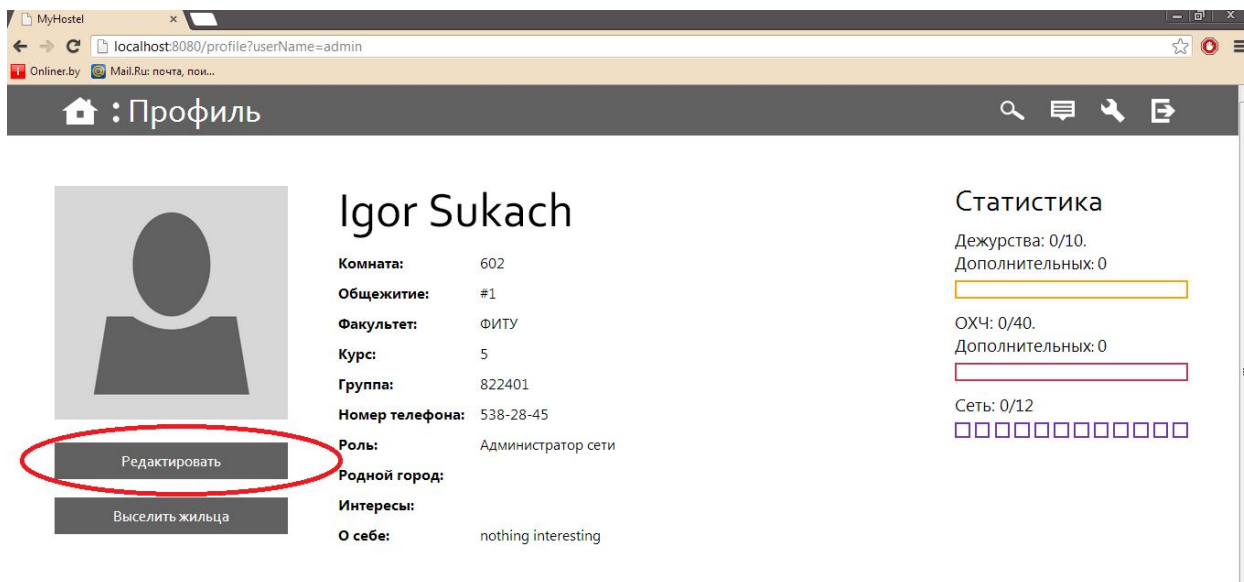 MyHostel
localhost:8080/profile?userName=admin
Onliner.by Mail.Ru: почта, пои...
: Профиль
Igor Sukach
Комната: 602
Общежитие: #1
Факультет: ФИТУ
Курс: 5
Группа: 822401
Номер телефона: 538-28-45
Роль: Администратор сети
Родной город:
Интересы:
О себе: nothing interesting
Редактировать
Выселить жильца
Статистика
Дежурства: 0/10.
Дополнительных: 0
ОХЧ: 0/40.
Дополнительных: 0
Сеть: 0/12